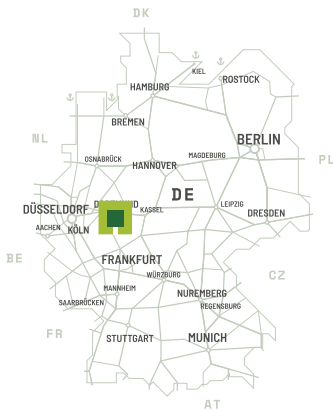 DK
KIEL
ROSTOCK
HAMBURG
BREMEN
NL
BERLIN
OSNABRÜCK
HANNOVER
MAGDEBURG
PL
DE
DÜSSELDORF
KASSEL
LEIPZIG
DRESDEN
AACHEN
KÖLN
BE
FRANKFURT
WÜRZBURG
CZ
MANNHEIM
NUREMBERG
SAARBRÜCKEN
REGENSBURG
FR
STUTTGART
MUNICH
AT